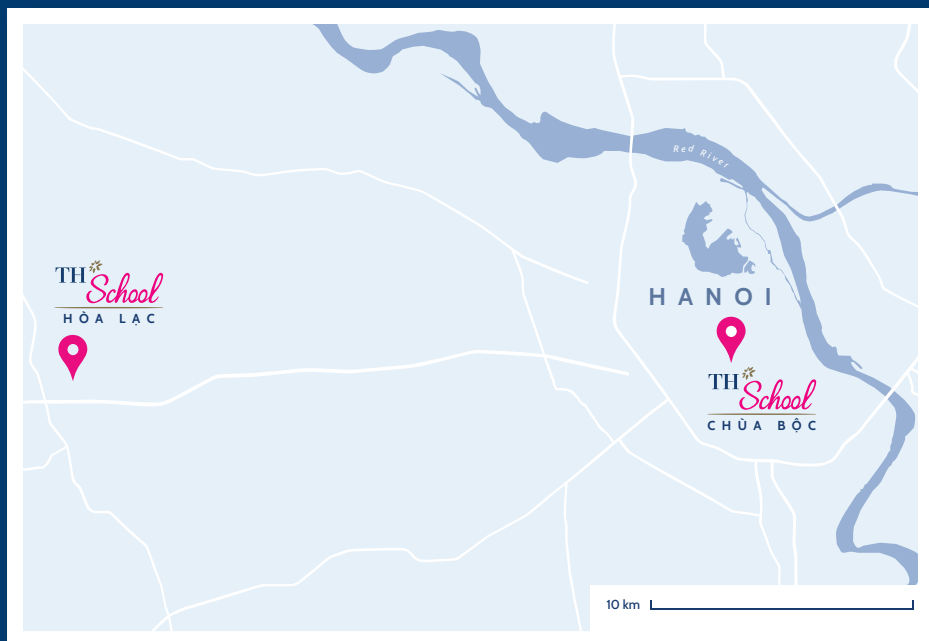 Red River
TH School
HÒA LẠC
HANOI
TH School
CHÙA BỘC
10 km